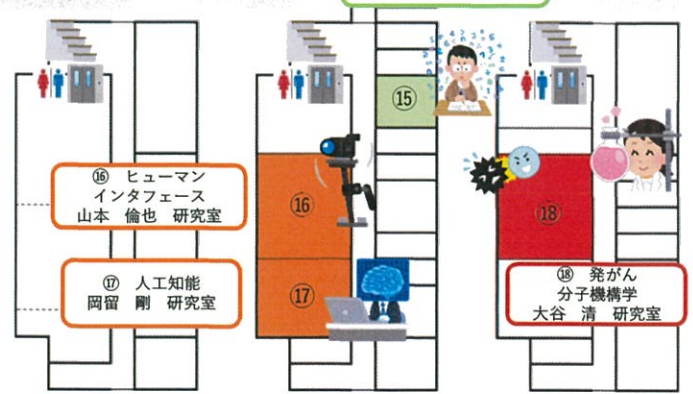 ⑮
⑯ ヒューマン
インタフェース
山本 倫也 研究室
⑯
⑰ 人工知能
岡留 剛 研究室
⑰
⑱
⑱ 発がん
分子機構学
大谷 清 研究室